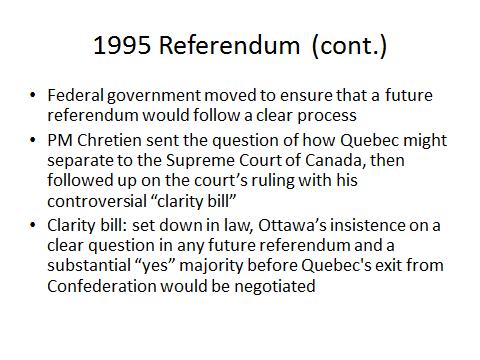 1995 Referendum (cont.)
• Federal government moved to ensure that a future
referendum would follow a clear process
• PM Chretien sent the question of how Quebec might
separate to the Supreme Court of Canada, then
followed up on the court’s ruling with his
controversial “clarity bill”
• Clarity bill: set down in law, Ottawa’s insistence on a
clear question in any future referendum and a
substantial “yes” majority before Quebec's exit from
Confederation would be negotiated